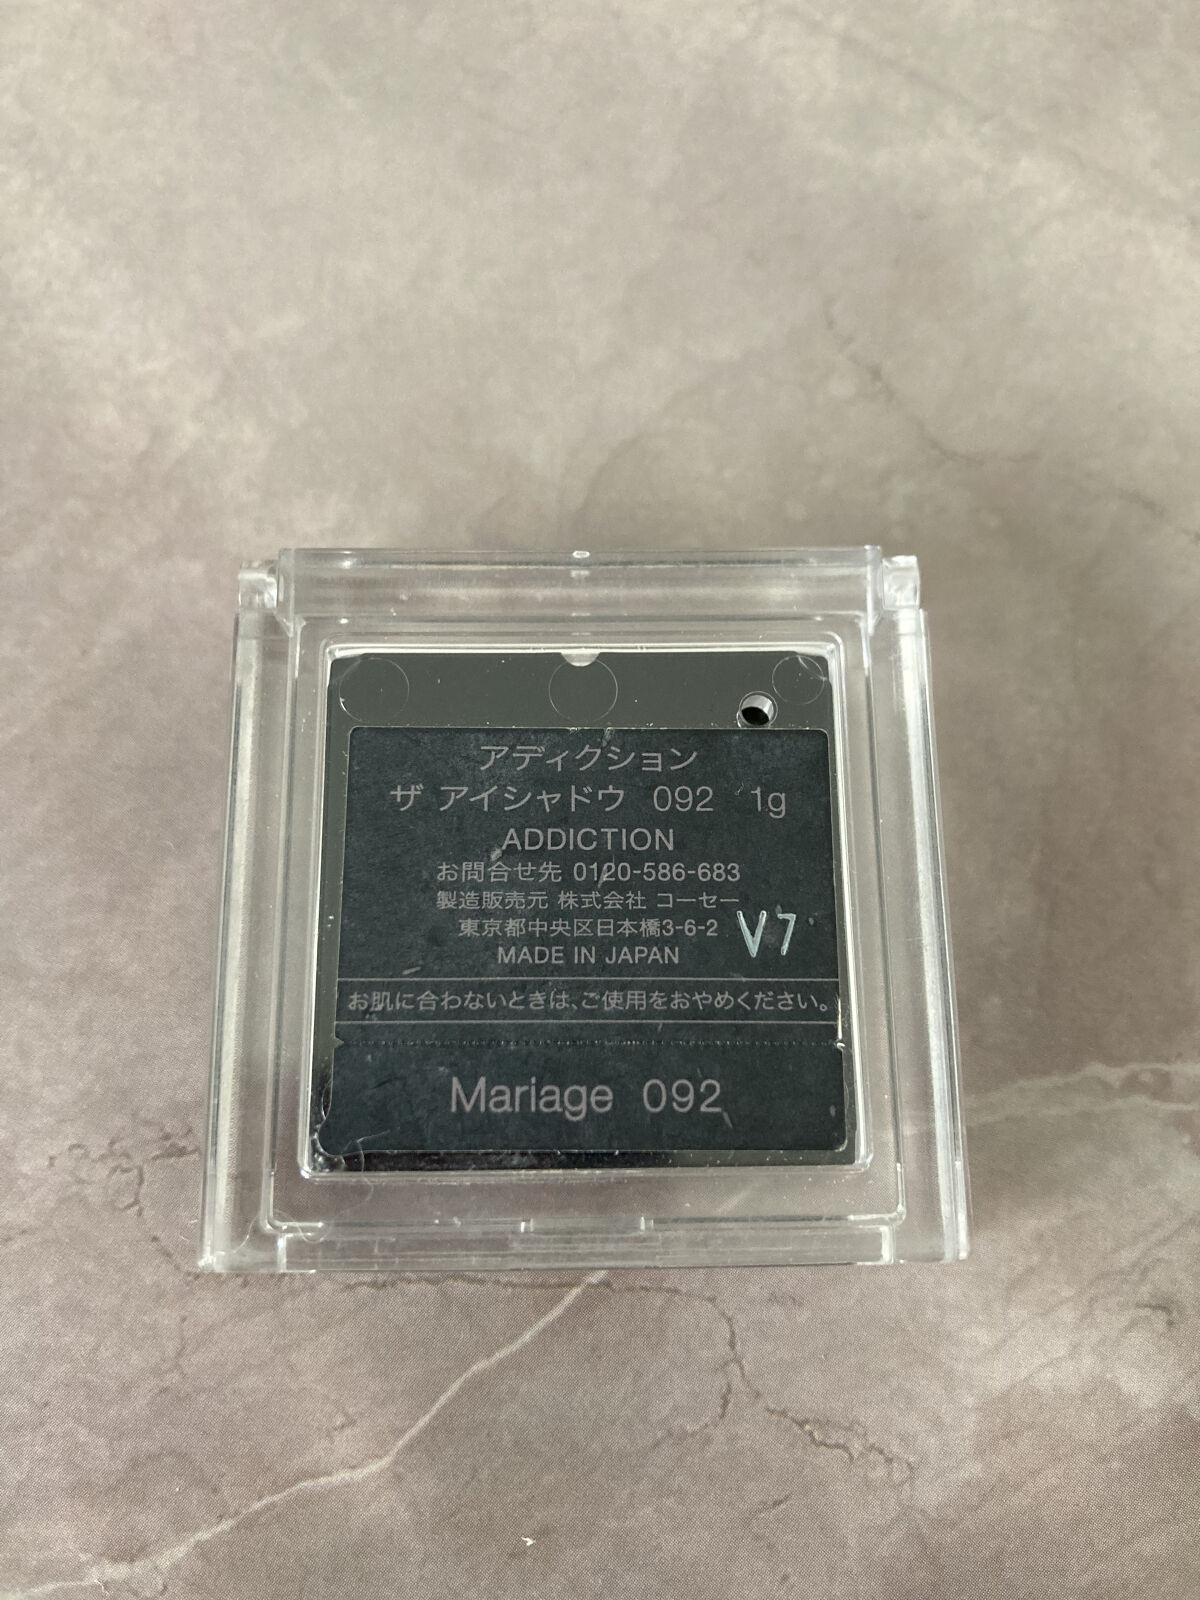 アディクション
ザ アイシャドウ 092 1g
ADDICTION
お問合せ先 0120-586-683
製造販売元 株式会社 コーセー
東京都中央区日本橋3-6-2
V7
MADE IN JAPAN
お肌に合わないときは、ご使用をおやめください。
Mariage 092